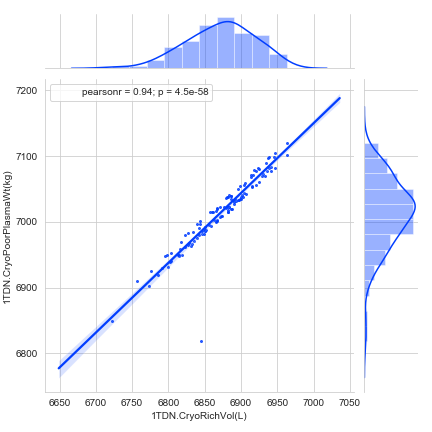 pearsonr = 0.94; p = 4.5e-58
7200
7100
7000
6900
6800
1TDN.CryoPoorPlasmaWt(kg)
6650 6700 6750 6800 6850 6900 6950 7000 7050
1TDN.CryoRichVol(L)